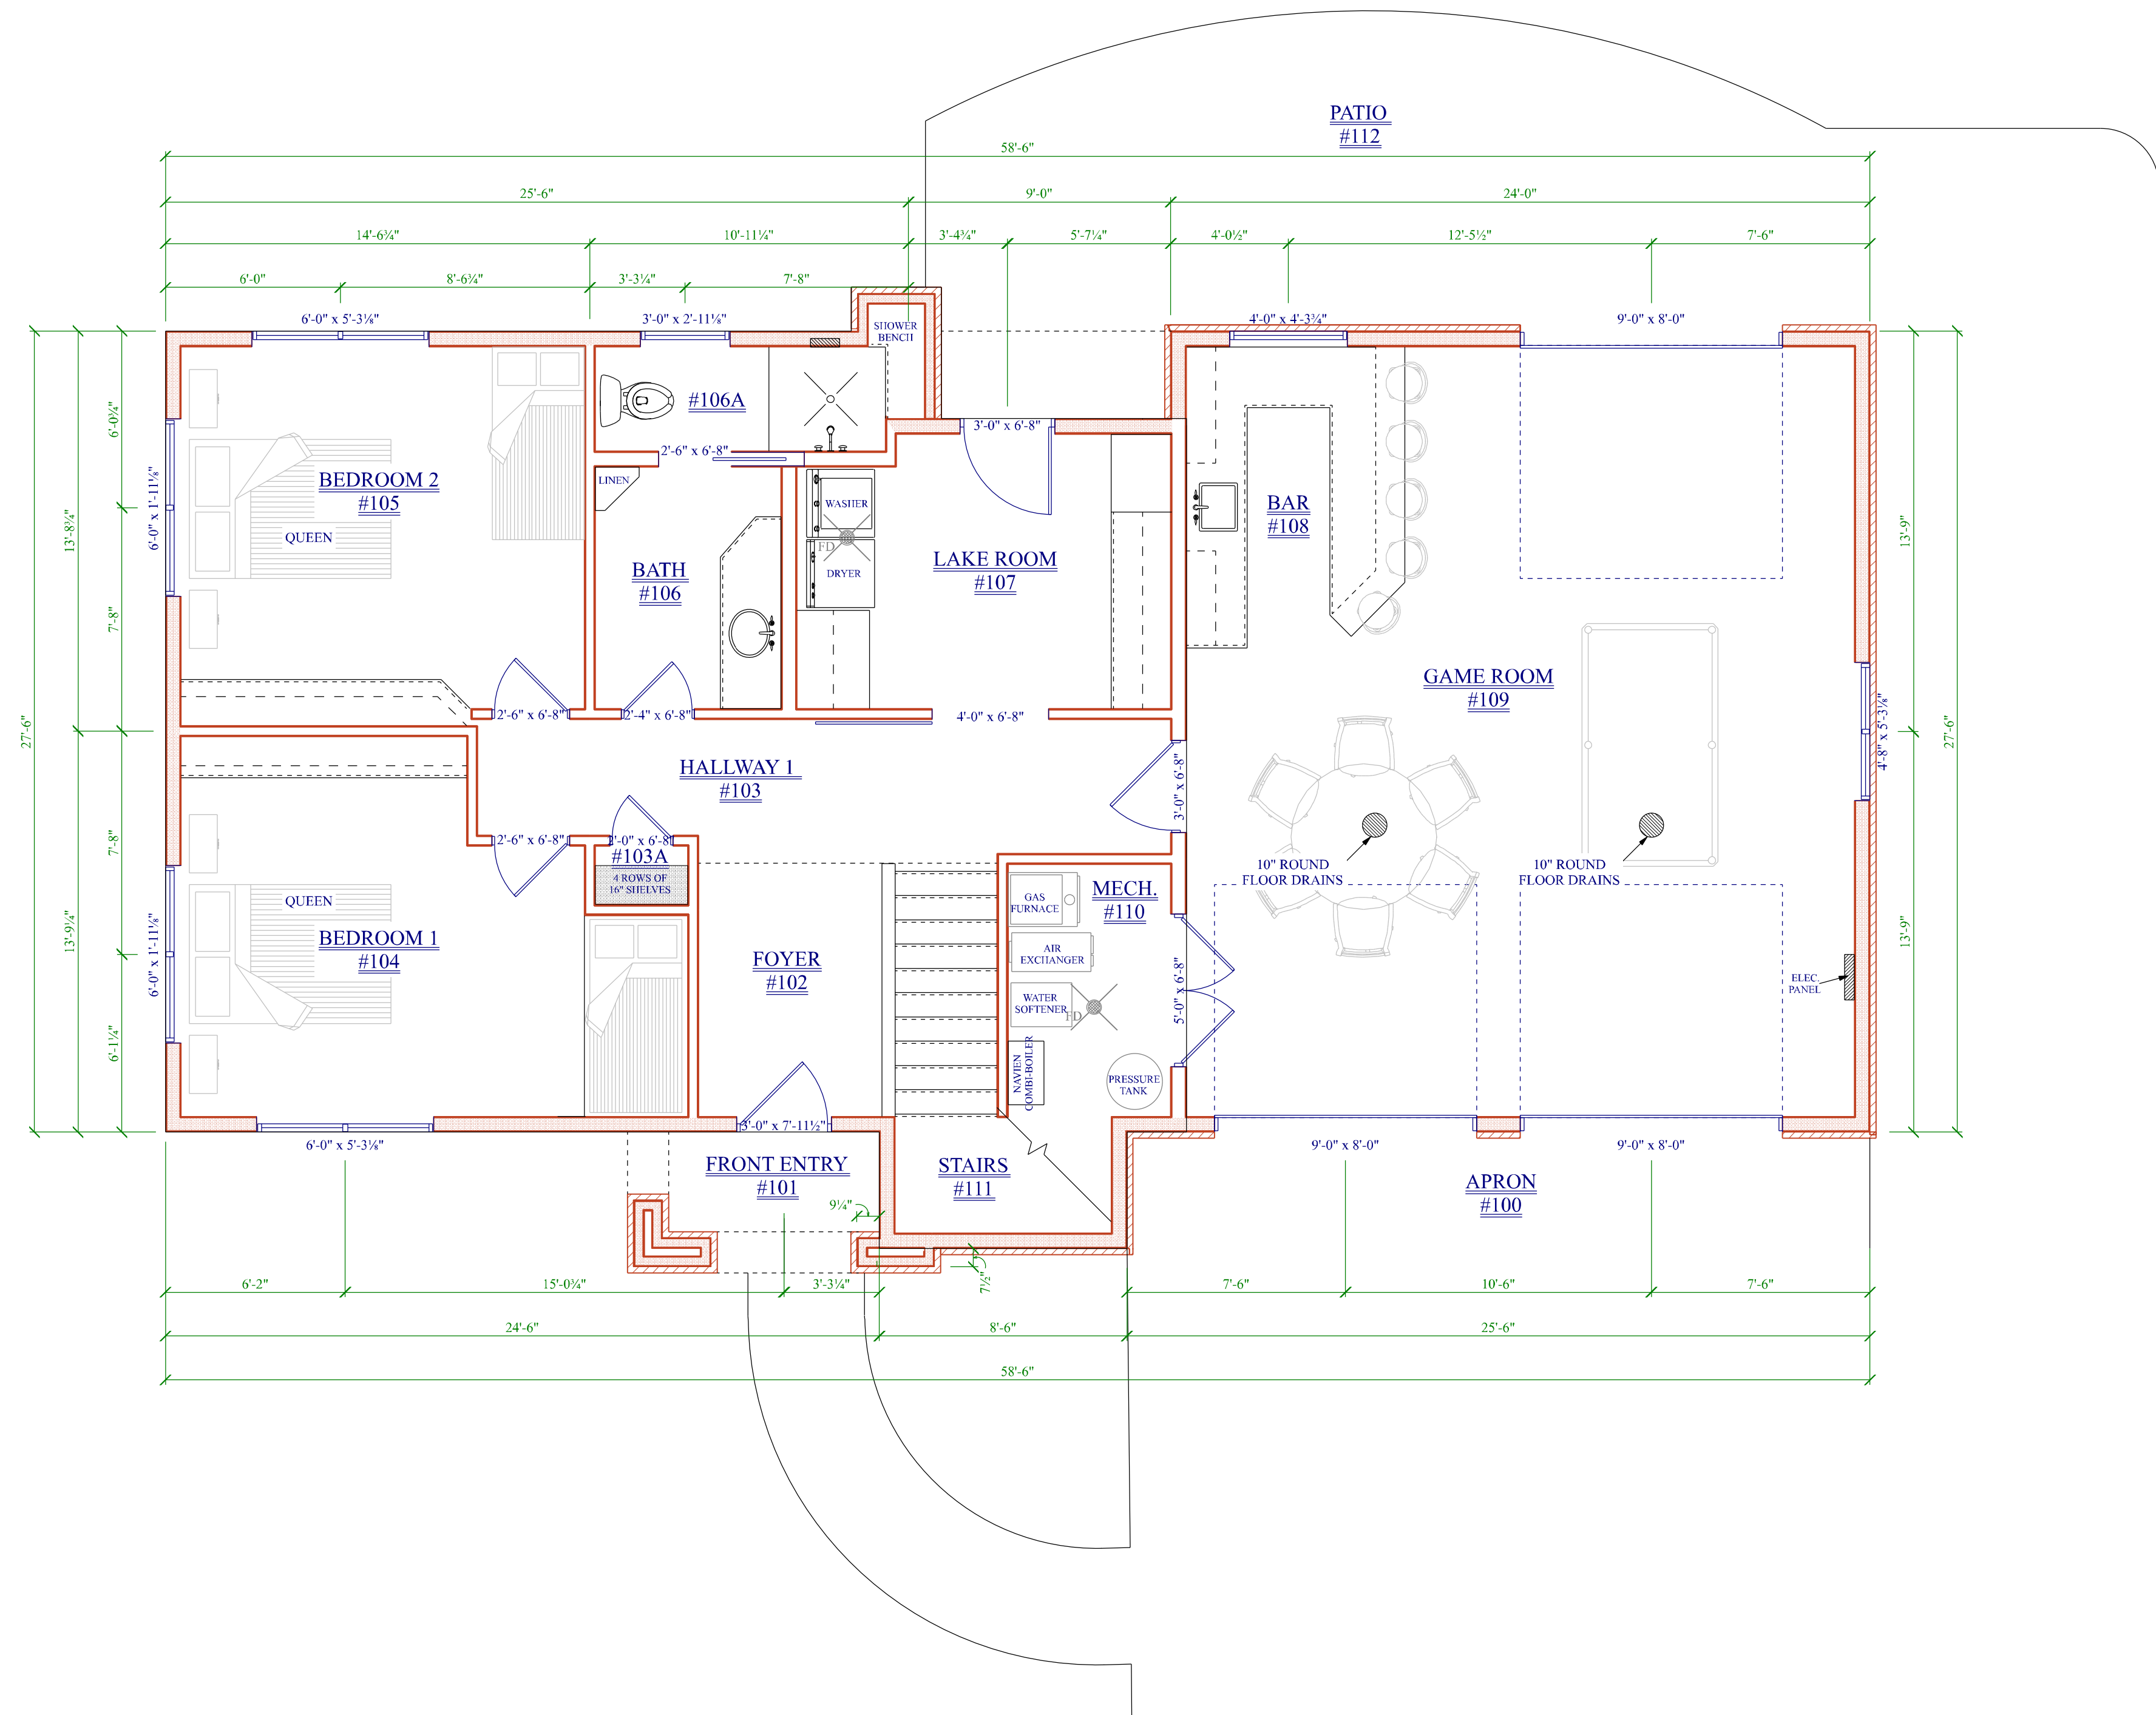 PATIO
#112
58'-6"
25'-6"
9'-0"
24'-0"
14'-6¾"
10'-11¼"
3'-4¾"
5'-7¼"
4'-0½"
12'-5½"
7'-6"
6'-0"
8'-6¾"
3'-3¼"
7'-8"
6'-0" x 5'-3⅛"
3'-0" x 2'-11⅛"
SHOWER
BENCH
4'-0" x 4'-3¾"
9'-0" x 8'-0"
#106A
6'-0¾"
3'-0" x 6'-8"
2'-6" x 6'-8"
BEDROOM 2
#105
QUEEN
LINEN
WASHER
FD
DRYER
BAR
#108
6'-0" x 1'-11⅛"
13'-8¾"
13'-9"
LAKE ROOM
#107
BATH
#106
7'-8"
GAME ROOM
#109
2'-6" x 6'-8"
2'-4" x 6'-8"
4'-0" x 6'-8"
27'-6"
4'-8" x 5'-3⅛"
27'-6"
HALLWAY 1
#103
3'-0" x 6'-8"
7'-8"
2'-6" x 6'-8"
'-0" x 6'-8
#103A
4 ROWS OF
16" SHELVES
10" ROUND
FLOOR DRAINS
10" ROUND
FLOOR DRAINS
QUEEN
BEDROOM 1
#104
GAS
FURNACE
MECH.
#110
AIR
EXCHANGER
13'-9¼"
6'-0" x 1'-11⅛"
13'-9"
FOYER
#102
WATER
SOFTENER
FD
5'-0" x 6'-8"
ELEC.
PANEL
6'-1¼"
NAVIEN
COMBI-BOILER
PRESSURE
TANK
3'-0" x 7'-11½"
6'-0" x 5'-3⅛"
9'-0" x 8'-0"
9'-0" x 8'-0"
FRONT ENTRY
#101
STAIRS
#111
APRON
#100
9¼"
7½"
6'-2"
15'-0¾"
3'-3¼"
7'-6"
10'-6"
7'-6"
24'-6"
8'-6"
25'-6"
58'-6"